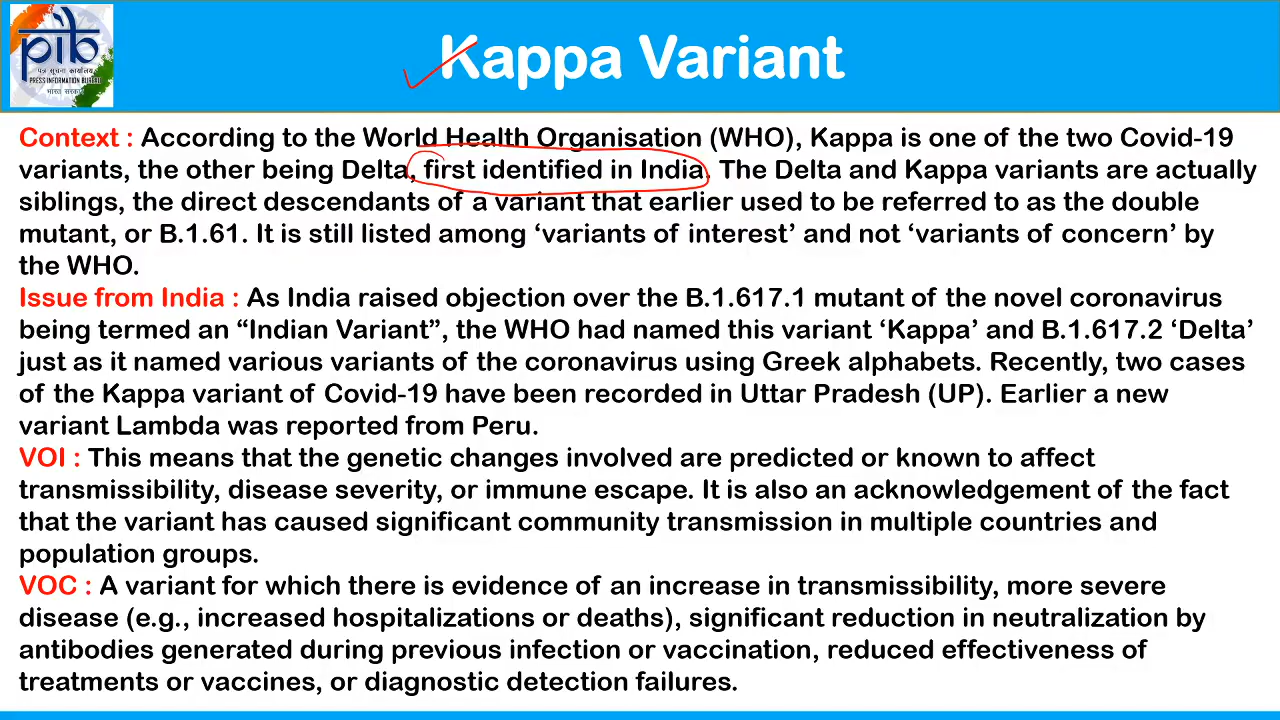 पत्र सूचना कार्यालय
PRESS INFORMATION BUREAU
भारत सरकार
Kappa Variant
Context : According to the World Health Organisation (WHO), Kappa is one of the two Covid-19
variants, the other being Delta, first identified in India. The Delta and Kappa variants are actually
siblings, the direct descendants of a variant that earlier used to be referred to as the double
mutant, or B.1.61. It is still listed among ‘variants of interest’ and not ‘variants of concern’ by
the WHO.
Issue from India : As India raised objection over the B.1.617.1 mutant of the novel coronavirus
being termed an “Indian Variant”, the WHO had named this variant ‘Kappa’ and B.1.617.2 ‘Delta’
just as it named various variants of the coronavirus using Greek alphabets. Recently, two cases
of the Kappa variant of Covid-19 have been recorded in Uttar Pradesh (UP). Earlier a new
variant Lambda was reported from Peru.
VOI : This means that the genetic changes involved are predicted or known to affect
transmissibility, disease severity, or immune escape. It is also an acknowledgement of the fact
that the variant has caused significant community transmission in multiple countries and
population groups.
VOC : A variant for which there is evidence of an increase in transmissibility, more severe
disease (e.g., increased hospitalizations or deaths), significant reduction in neutralization by
antibodies generated during previous infection or vaccination, reduced effectiveness of
treatments or vaccines, or diagnostic detection failures.